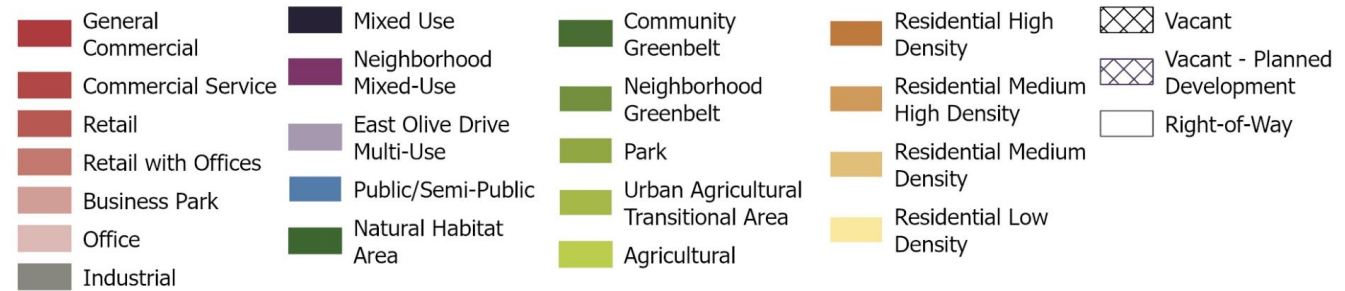 General
Commercial
Commercial Service
Retail
Retail with Offices
Business Park
Office
Industrial
Mixed Use
Neighborhood
Mixed-Use
East Olive Drive
Multi-Use
Public/Semi-Public
Natural Habitat
Area
Community
Greenbelt
Neighborhood
Greenbelt
Park
Urban Agricultural
Transitional Area
Agricultural
Residential High
Density
Residential Medium
High Density
Residential Medium
Density
Residential Low
Density
Vacant
Vacant - Planned
Development
Right-of-Way